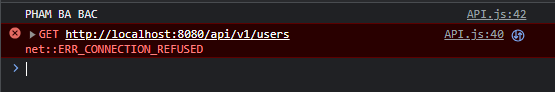 PHAM BA BAC API.js:42
GET http://localhost:8080/api/v1/users API.js:40
net::ERR_CONNECTION_REFUSED